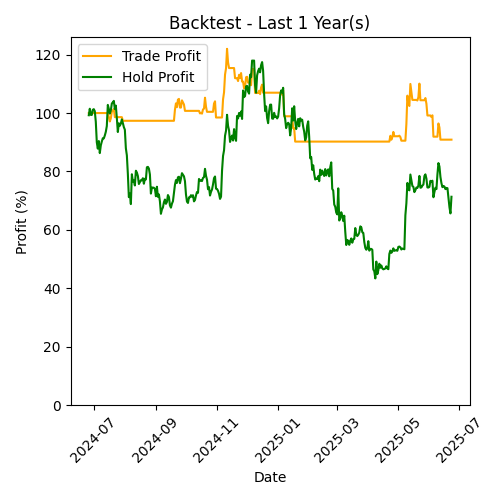 Backtest - Last 1 Year(s)
Trade Profit
Hold Profit
Profit (%)
120
100
80
60
40
20
0
2024-07
2024-09
2024-11
2025-01
2025-03
2025-05
2025-07
Date